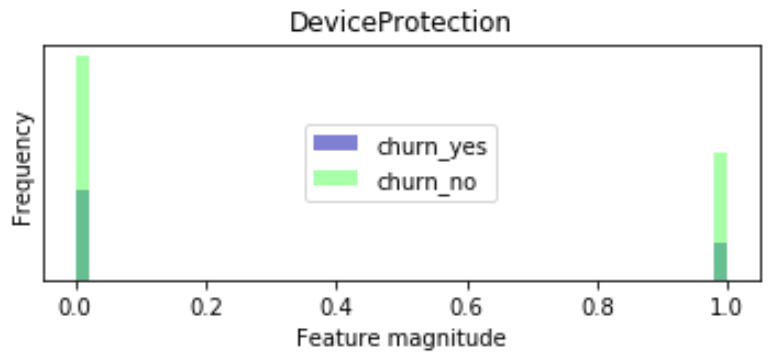 DeviceProtection
Frequency
churn_yes
churn_no
0.0 0.2 0.4 0.6 0.8 1.0
Feature magnitude